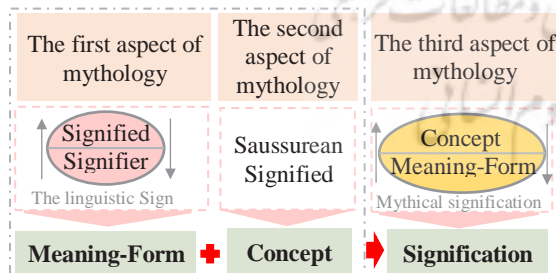 The first aspect of
mythology
Signified
Signifier
The linguistic Sign
Meaning-Form
The second
aspect of
mythology
Saussurean
Signified
Concept
The third aspect of
mythology
Concept
Meaning-Form
Mythical signification
Signification